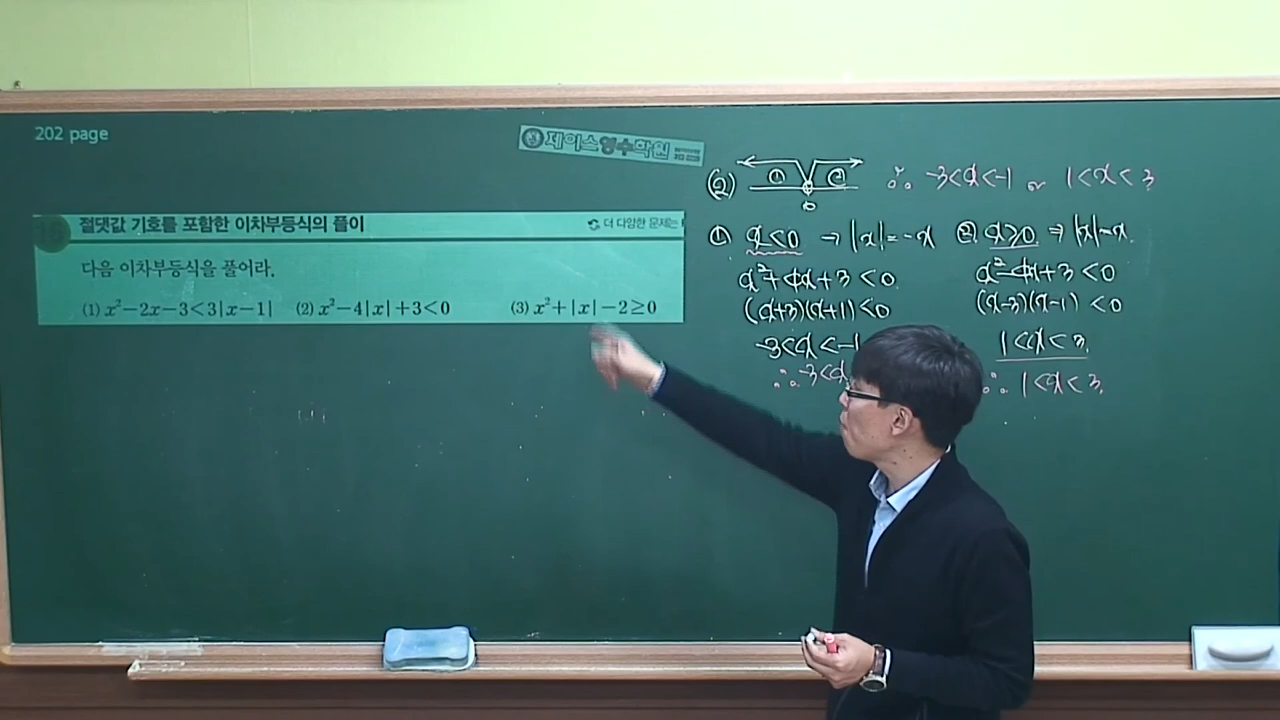 202 page
제이스영수학원
절댓값 기호를 포함한 이차부등식의 풀이
더 다양한 문제는
다음 이차부등식을 풀어라.
(1) x²-2x-3<3|x-1| (2) x²-4|x|+3<0 (3) x²+|x|-2≥0
(2) ① ② ∴ -3<x<-1 or 1<x<3
0
① x<0 → |x|=-x ② x≥0 ⇒ |x|=x.
x²+4x+3<0 x²-4x+3<0
(x+3)(x+1)<0 (x-3)(x-1)<0
-3<x<-1 1<x<3
∴ -3<x ∴ 1<x<3.